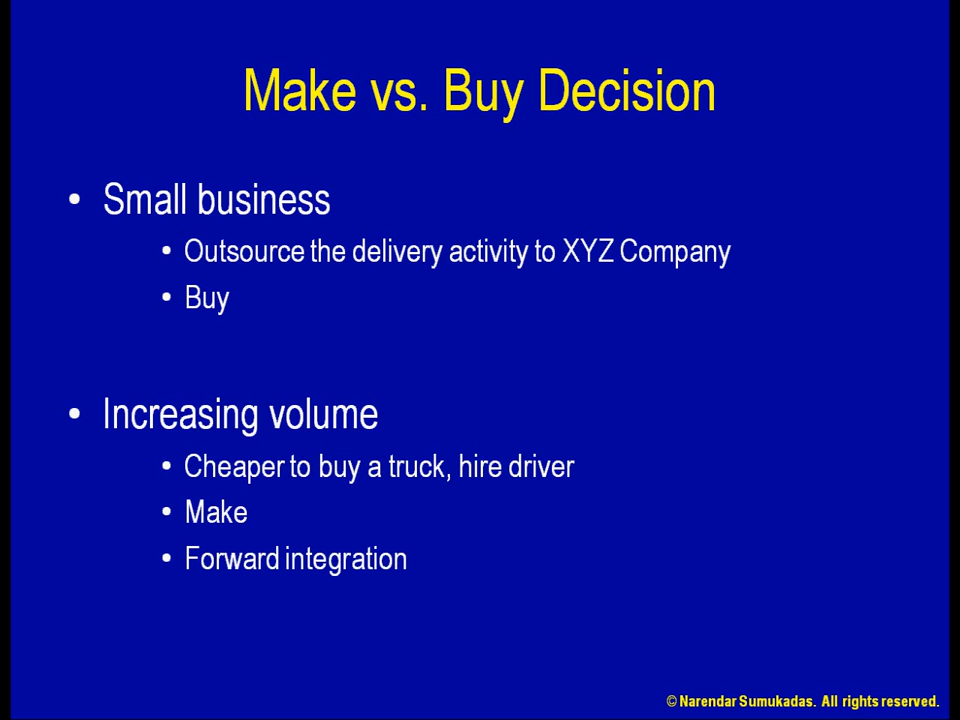 Make vs. Buy Decision
• Small business
• Outsource the delivery activity to XYZ Company
• Buy
• Increasing volume
• Cheaper to buy a truck, hire driver
• Make
• Forward integration
© Narendar Sumukadas. All rights reserved.